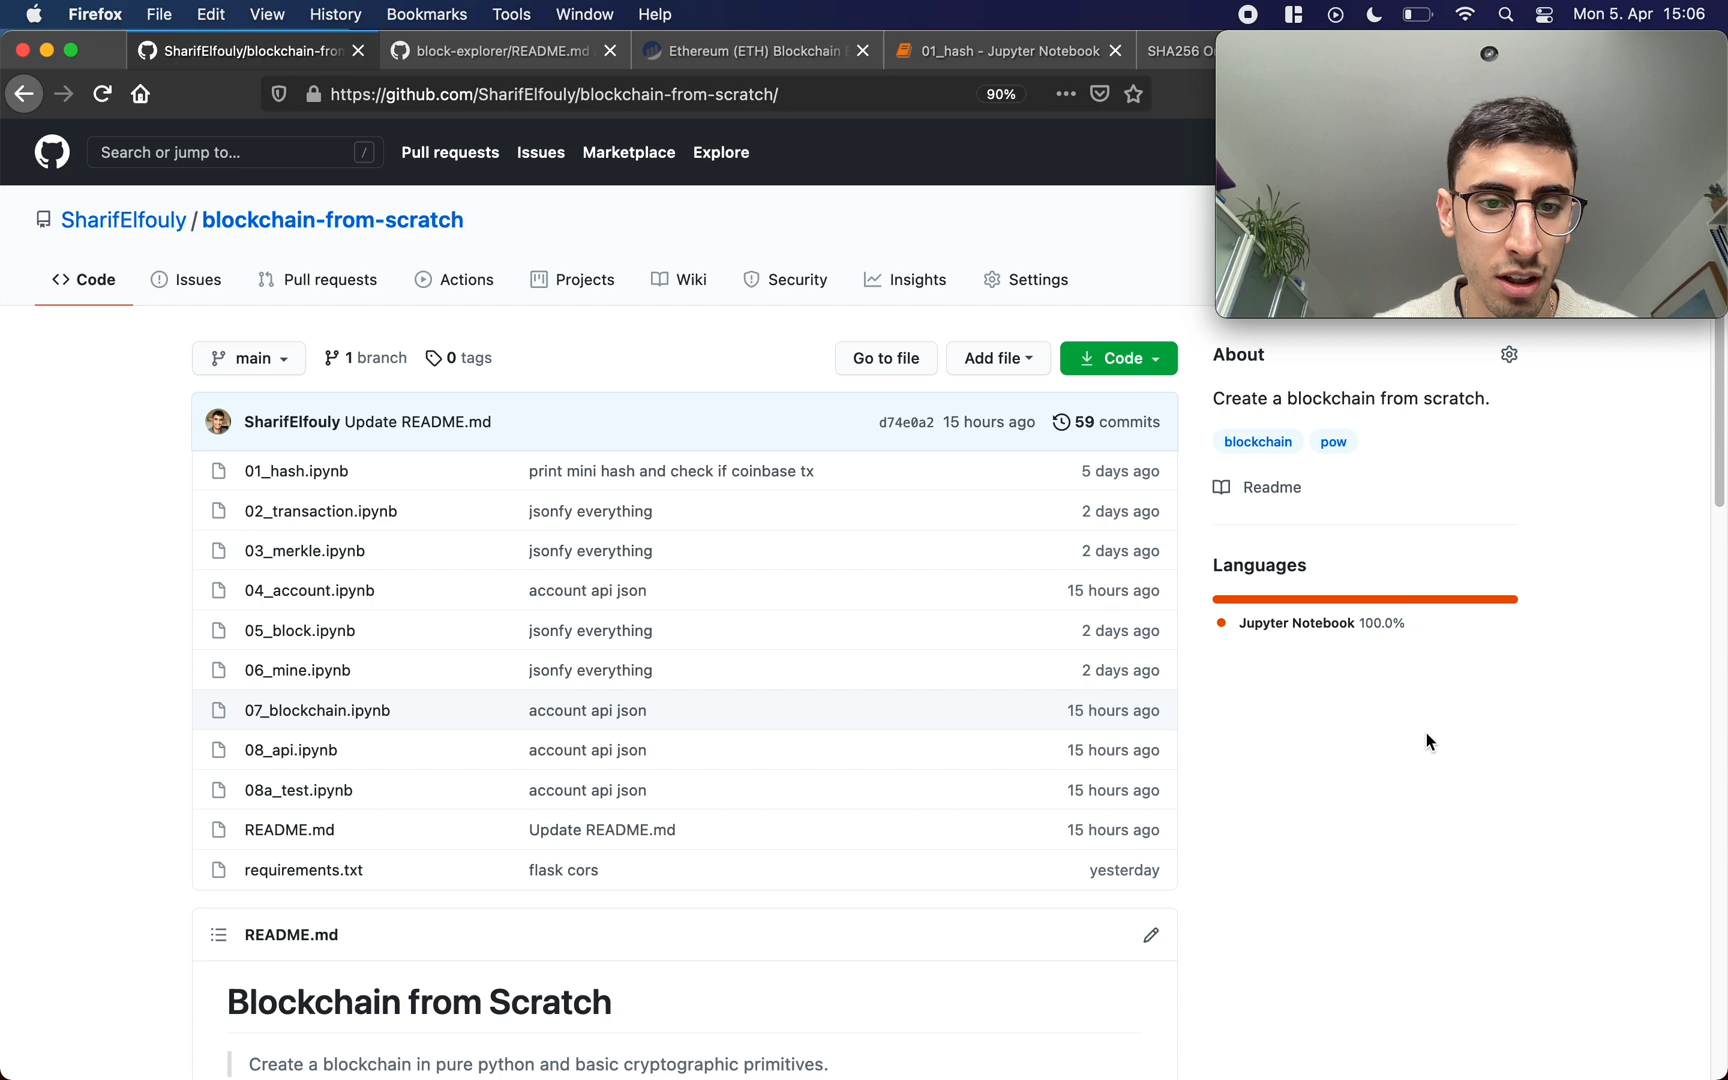 Firefox File Edit View History Bookmarks Tools Window Help Mon 5. Apr 15:06
SharifElfouly/blockchain-fro block-explorer/README.md Ethereum (ETH) Blockchain 01_hash - Jupyter Notebook SHA256 O
https://github.com/SharifElfouly/blockchain-from-scratch/ 90%
Search or jump to... / Pull requests Issues Marketplace Explore
SharifElfouly / blockchain-from-scratch
<> Code Issues Pull requests Actions Projects Wiki Security Insights Settings
main 1 branch 0 tags Go to file Add file Code
SharifElfouly Update README.md d74e0a2 15 hours ago 59 commits
01_hash.ipynb print mini hash and check if coinbase tx 5 days ago
02_transaction.ipynb jsonfy everything 2 days ago
03_merkle.ipynb jsonfy everything 2 days ago
04_account.ipynb account api json 15 hours ago
05_block.ipynb jsonfy everything 2 days ago
06_mine.ipynb jsonfy everything 2 days ago
07_blockchain.ipynb account api json 15 hours ago
08_api.ipynb account api json 15 hours ago
08a_test.ipynb account api json 15 hours ago
README.md Update README.md 15 hours ago
requirements.txt flask cors yesterday
README.md
Blockchain from Scratch
Create a blockchain in pure python and basic cryptographic primitives.
About
Create a blockchain from scratch.
blockchain pow
Readme
Languages
Jupyter Notebook 100.0%